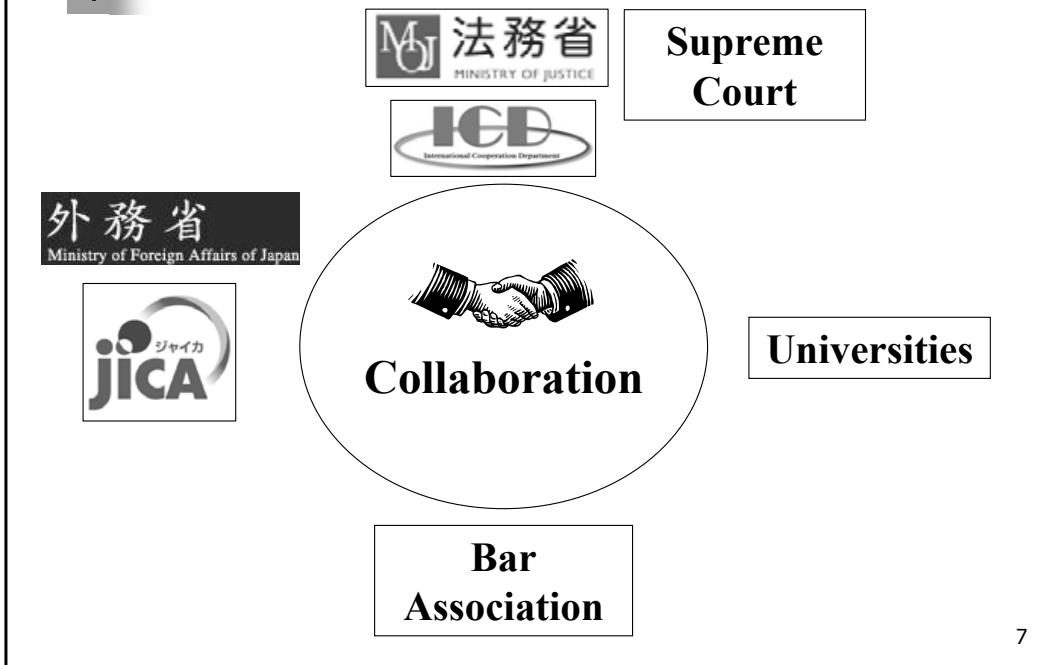 MOJ 法務省
MINISTRY OF JUSTICE
Supreme
Court
ICD
International Cooperation Department
外務省
Ministry of Foreign Affairs of Japan
ジャイカ
jICA
Collaboration
Universities
Bar
Association
7